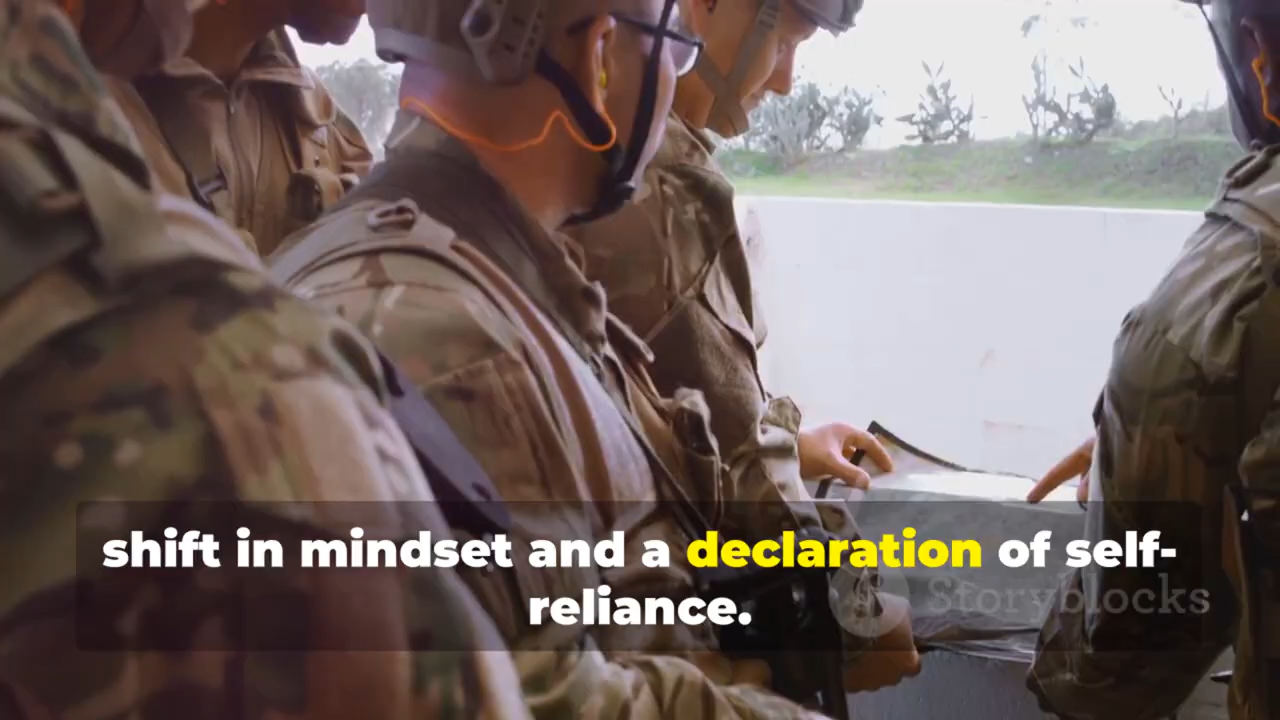 shift in mindset and a declaration of self-
reliance.
Storyblocks